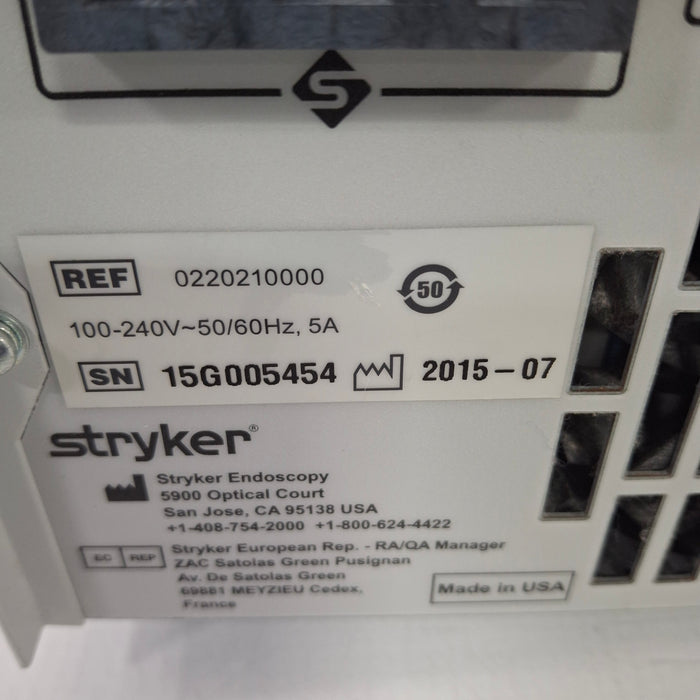 S
REF 0220210000 50
100-240V~50/60Hz, 5A
SN 15G005454 2015-07
stryker®
Stryker Endoscopy
5900 Optical Court
San Jose, CA 95138 USA
+1-408-754-2000 +1-800-624-4422
EC REP Stryker European Rep. - RA/QA Manager
ZAC Satolas Green Pusignan
Av. De Satolas Green
69881 MEYZIEU Cedex,
France
Made in USA